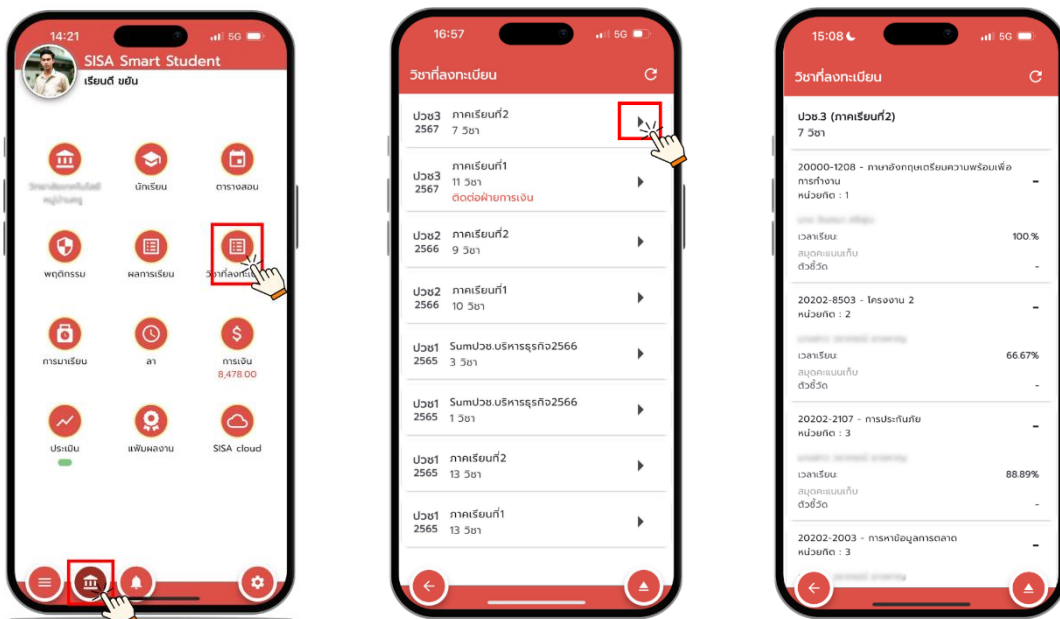 14:21
5G
SISA Smart Student
เรียนดี ขยัน
นักเรียน
ตารางสอน
พฤติกรรม
ผลการเรียน
วิชาที่ลงทะเบียน
การมาเรียน
ลา
การเงิน
8,478.00
ประเมิน
แฟ้มผลงาน
SISA cloud
16:57
5G
วิชาที่ลงทะเบียน
ปวช3 ภาคเรียนที่2
2567 7 วิชา
ภาคเรียนที่1
ปวช3 11 วิชา
2567
ติดต่อฝ่ายการเงิน
ปวช2 ภาคเรียนที่2
2566 9 วิชา
ปวช2 ภาคเรียนที่1
2566 10 วิชา
ปวช1 Sumปวช.บริหารธุรกิจ2566
2565 3 วิชา
ปวช1 Sumปวช.บริหารธุรกิจ2566
2565 1 วิชา
ปวช1 ภาคเรียนที่2
2565 13 วิชา
ปวช1 ภาคเรียนที่1
2565 13 วิชา
15:08
5G
วิชาที่ลงทะเบียน
ปวช.3 (ภาคเรียนที่2)
7 วิชา
20000-1208 - ภาษาอังกฤษเตรียมความพร้อมเพื่อ
การทำงาน -
หน่วยกิต : 1
เวลาเรียน: 100.%
สมุดคะแนนเก็บ
ตัวชี้วัด -
20202-8503 - โครงงาน 2 -
หน่วยกิต : 2
เวลาเรียน: 66.67%
สมุดคะแนนเก็บ
ตัวชี้วัด -
20202-2107 - การประกันภัย -
หน่วยกิต : 3
เวลาเรียน: 88.89%
สมุดคะแนนเก็บ
ตัวชี้วัด -
20202-2003 - การหาข้อมูลการตลาด -
หน่วยกิต : 3